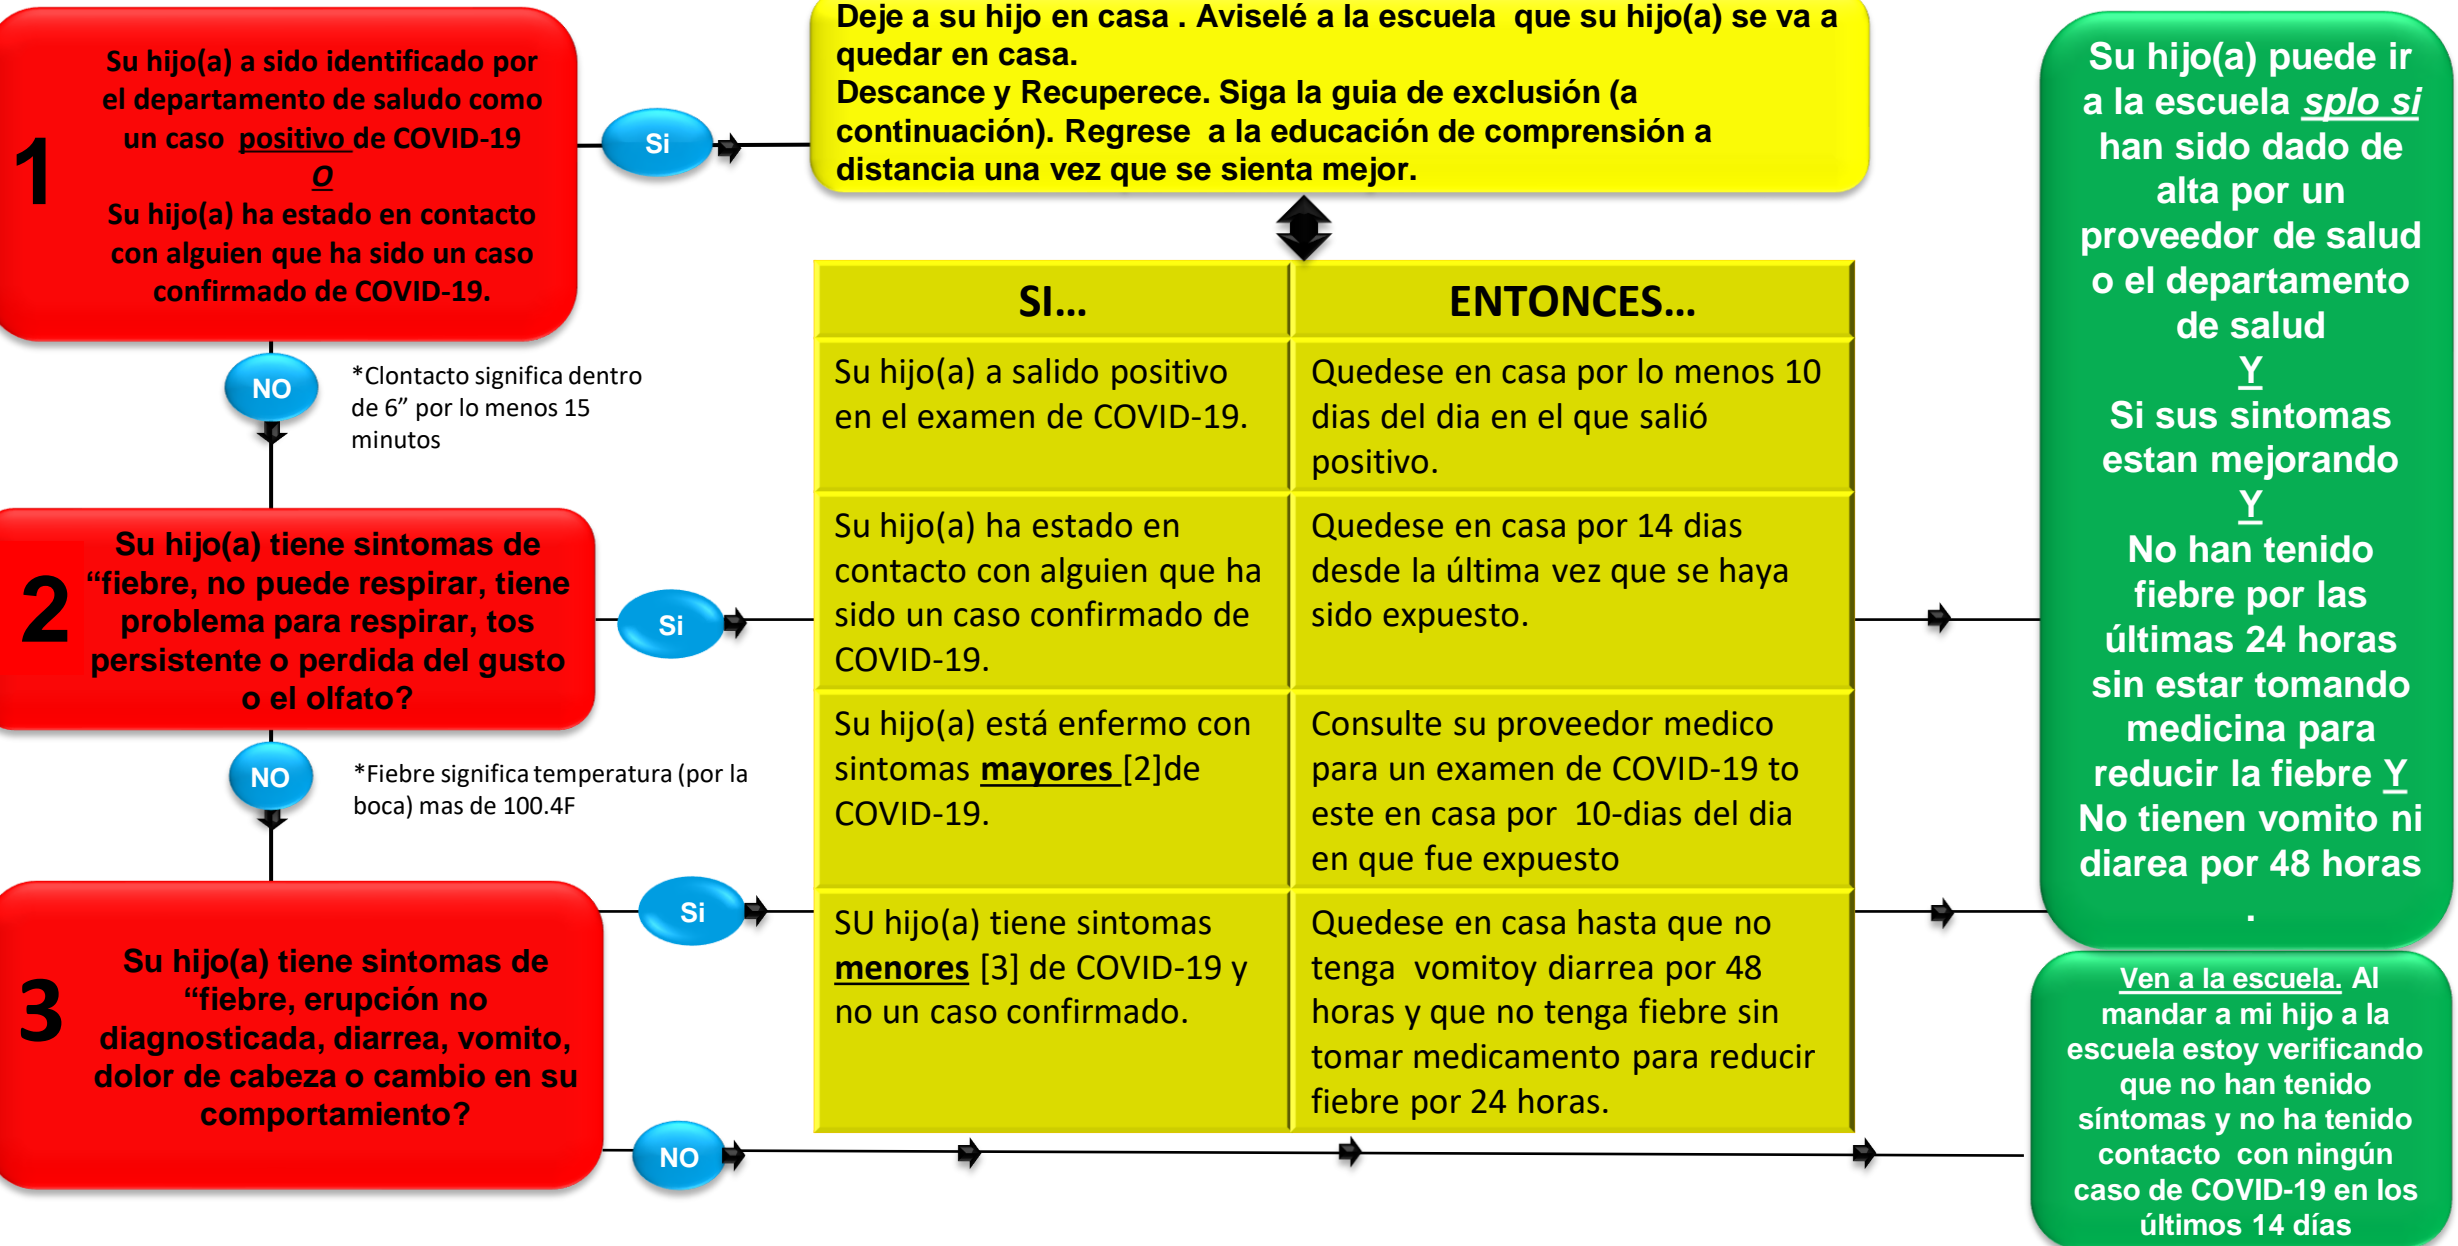 1
Su hijo(a) a sido identificado por
el departamento de saludo como
un caso positivo de COVID-19
O
Su hijo(a) ha estado en contacto
con alguien que ha sido un caso
confirmado de COVID-19.
Si
Deje a su hijo en casa . Aviselé a la escuela que su hijo(a) se va a
quedar en casa.
Descance y Recuperece. Siga la guia de exclusión (a
continuación). Regrese a la educación de comprensión a
distancia una vez que se sienta mejor.
NO
*Clontacto significa dentro
de 6” por lo menos 15
minutos
2
Su hijo(a) tiene sintomas de
“fiebre, no puede respirar, tiene
problema para respirar, tos
persistente o perdida del gusto
o el olfato?
Si
NO
*Fiebre significa temperatura (por la
boca) mas de 100.4F
3
Su hijo(a) tiene sintomas de
“fiebre, erupción no
diagnosticada, diarrea, vomito,
dolor de cabeza o cambio en su
comportamiento?
Si
NO
SI...
ENTONCES...
Su hijo(a) a salido positivo
en el examen de COVID-19.
Quedese en casa por lo menos 10
dias del dia en el que salió
positivo.
Su hijo(a) ha estado en
contacto con alguien que ha
sido un caso confirmado de
COVID-19.
Quedese en casa por 14 dias
desde la última vez que se haya
sido expuesto.
Su hijo(a) está enfermo con
sintomas mayores [2]de
COVID-19.
Consulte su proveedor medico
para un examen de COVID-19 to
este en casa por 10-dias del dia
en que fue expuesto
SU hijo(a) tiene sintomas
menores [3] de COVID-19 y
no un caso confirmado.
Quedese en casa hasta que no
tenga vomitoy diarrea por 48
horas y que no tenga fiebre sin
tomar medicamento para reducir
fiebre por 24 horas.
Su hijo(a) puede ir
a la escuela splo si
han sido dado de
alta por un
proveedor de salud
o el departamento
de salud
Y
Si sus sintomas
estan mejorando
Y
No han tenido
fiebre por las
últimas 24 horas
sin estar tomando
medicina para
reducir la fiebre Y
No tienen vomito ni
diarea por 48 horas
.
Ven a la escuela. Al
mandar a mi hijo a la
escuela estoy verificando
que no han tenido
síntomas y no ha tenido
contacto con ningún
caso de COVID-19 en los
últimos 14 días